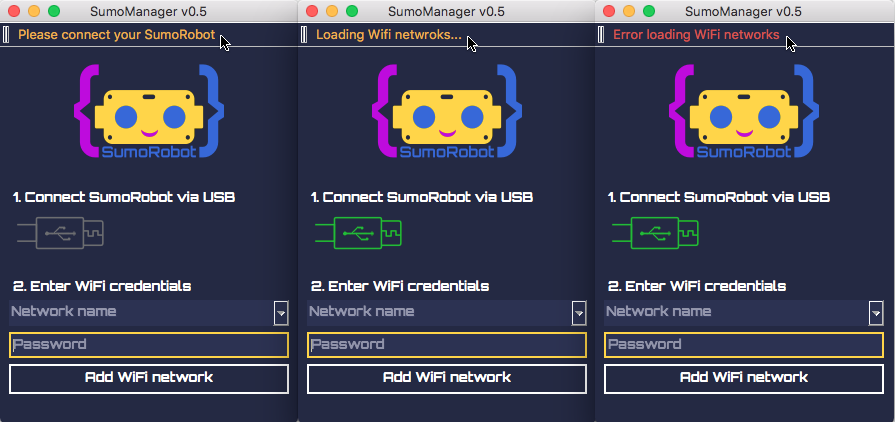 SumoManager v0.5
Please connect your SumoRobot
SumoRobot
1. Connect SumoRobot via USB
2. Enter WiFi credentials
Network name
Password
Add WiFi network
SumoManager v0.5
Loading Wifi netwroks...
SumoRobot
1. Connect SumoRobot via USB
2. Enter WiFi credentials
Network name
Password
Add WiFi network
SumoManager v0.5
Error loading WiFi networks
SumoRobot
1. Connect SumoRobot via USB
2. Enter WiFi credentials
Network name
Password
Add WiFi network